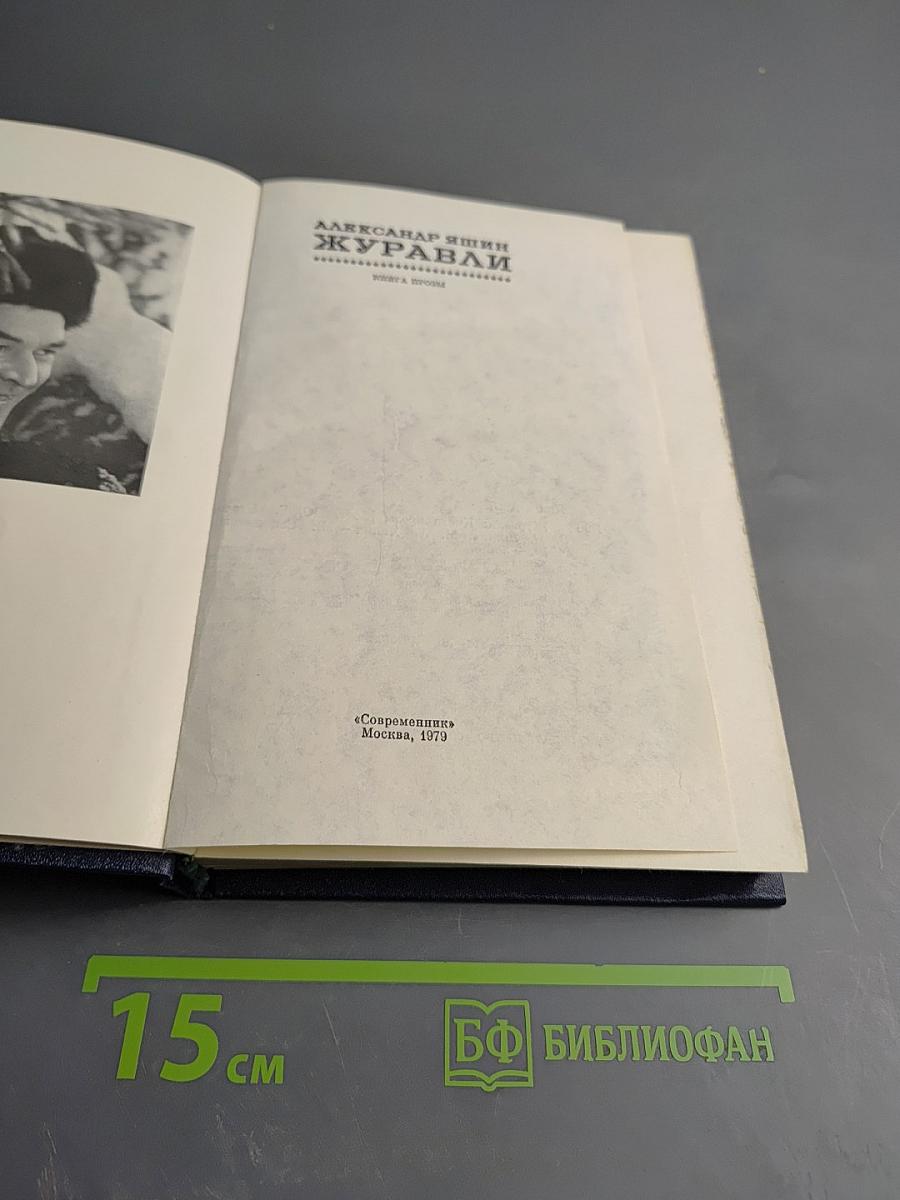 АЛЕКСАНДР ЯШИН
ЖУРАВЛИ
КНИГА ПРОЗЫ
«Современник»
Москва, 1979
15 см
БФ БИБЛИОФАН